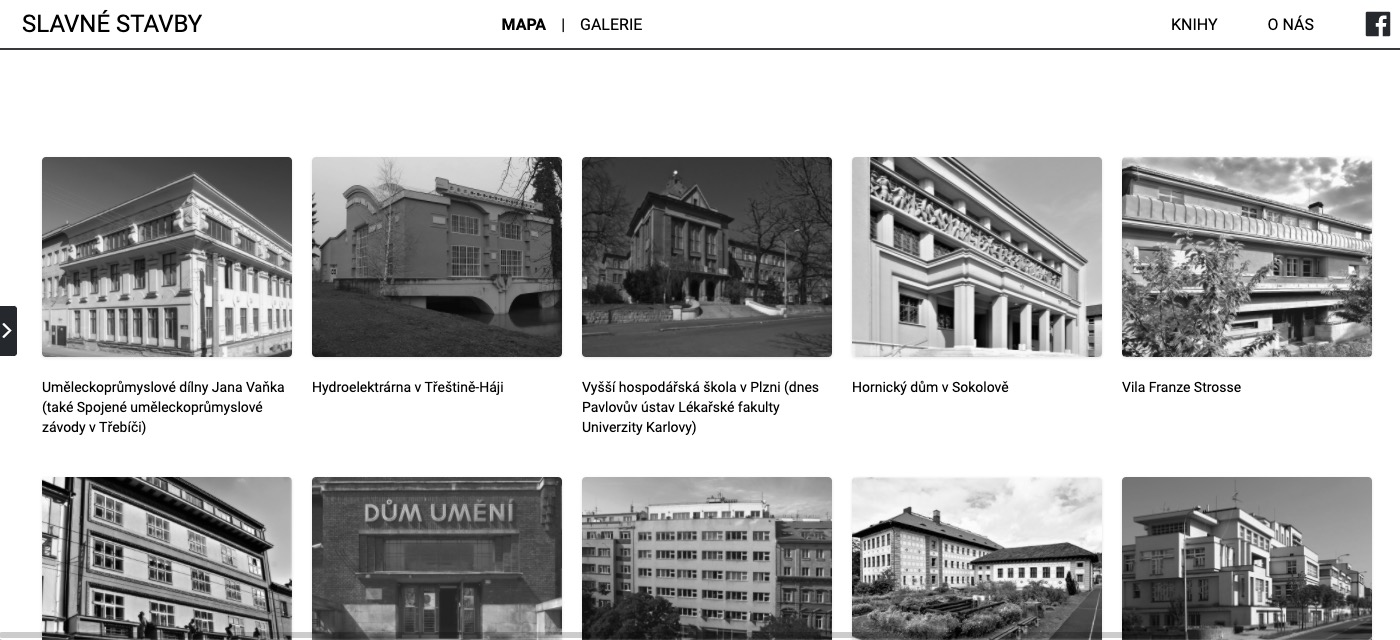 SLAVNÉ STAVBY
MAPA | GALERIE
KNIHY
O NÁS
Uměleckoprůmyslové dílny Jana Vaňka
(také Spojené uměleckoprůmyslové
závody v Třebíči)
Hydroelektrárna v Třeštině-Háji
Vyšší hospodářská škola v Plzni (dnes
Pavlovův ústav Lékařské fakulty
Univerzity Karlovy)
Hornický dům v Sokolově
Vila Franze Strosse
DŮM UMĚNÍ